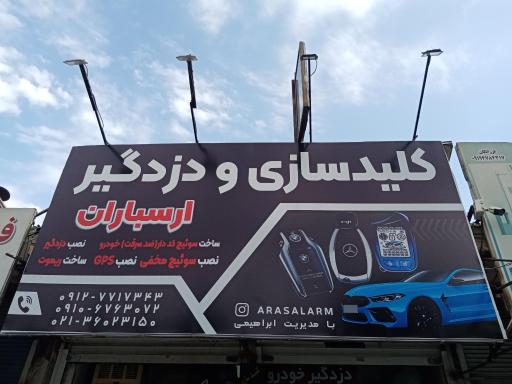 کلیدسازی و دزدگیر
ارسباران
ساخت سوئیچ کد دار(ضد سرقت) خودرو نصب دزدگیر
نصب سوئیچ مخفی نصب GPS ساخت ریموت
۰۹۱۲-۷۷۱۷۳۴۳
۰۹۱۰-۶۷۶۳۰۷۲
۰۲۱-۳۶۰۲۳۱۵۰
ARASALARM
با مدیریت ابراهیمی
دزدگیر خودرو